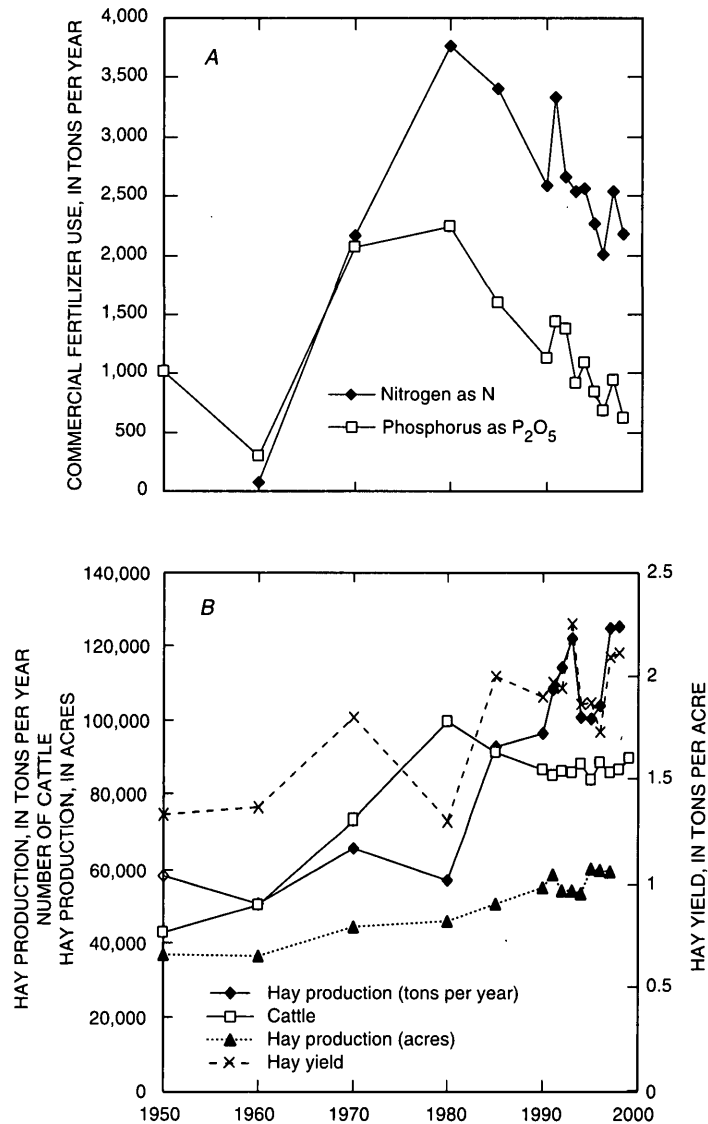 COMMERCIAL FERTILIZER USE, IN TONS PER YEAR
4,000
3,500
3,000
2,500
2,000
1,500
1,000
500
0
A
Nitrogen as N
Phosphorus as P2O5
HAY PRODUCTION, IN TONS PER YEAR
NUMBER OF CATTLE
HAY PRODUCTION, IN ACRES
140,000
120,000
100,000
80,000
60,000
40,000
20,000
0
B
Hay production (tons per year)
Cattle
Hay production (acres)
Hay yield
2.5
2
1.5
1
0.5
0
HAY YIELD, IN TONS PER ACRE
1950 1960 1970 1980 1990 2000